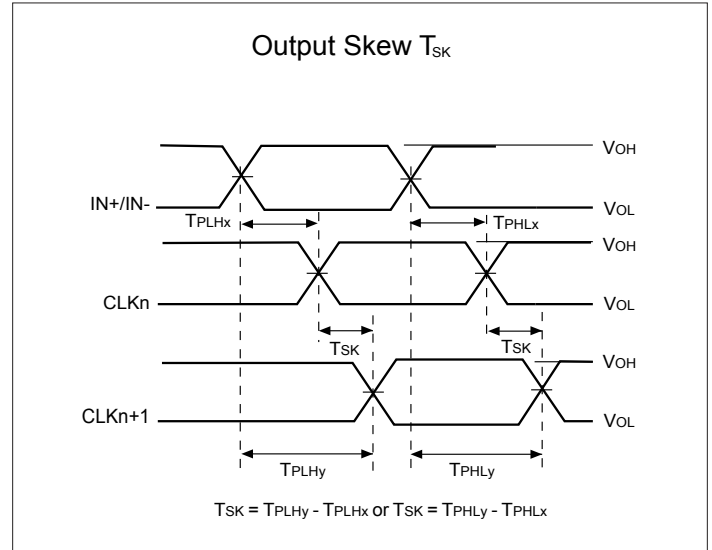 Output Skew TSK
VOH
IN+/IN-
VOL
TPLHx
TPHLx
VOH
CLKn
VOL
TSK
TSK
VOH
CLKn+1
VOL
TPLHy
TPHLy
TSK = TPLHy - TPLHx or TSK = TPHLy - TPHLx